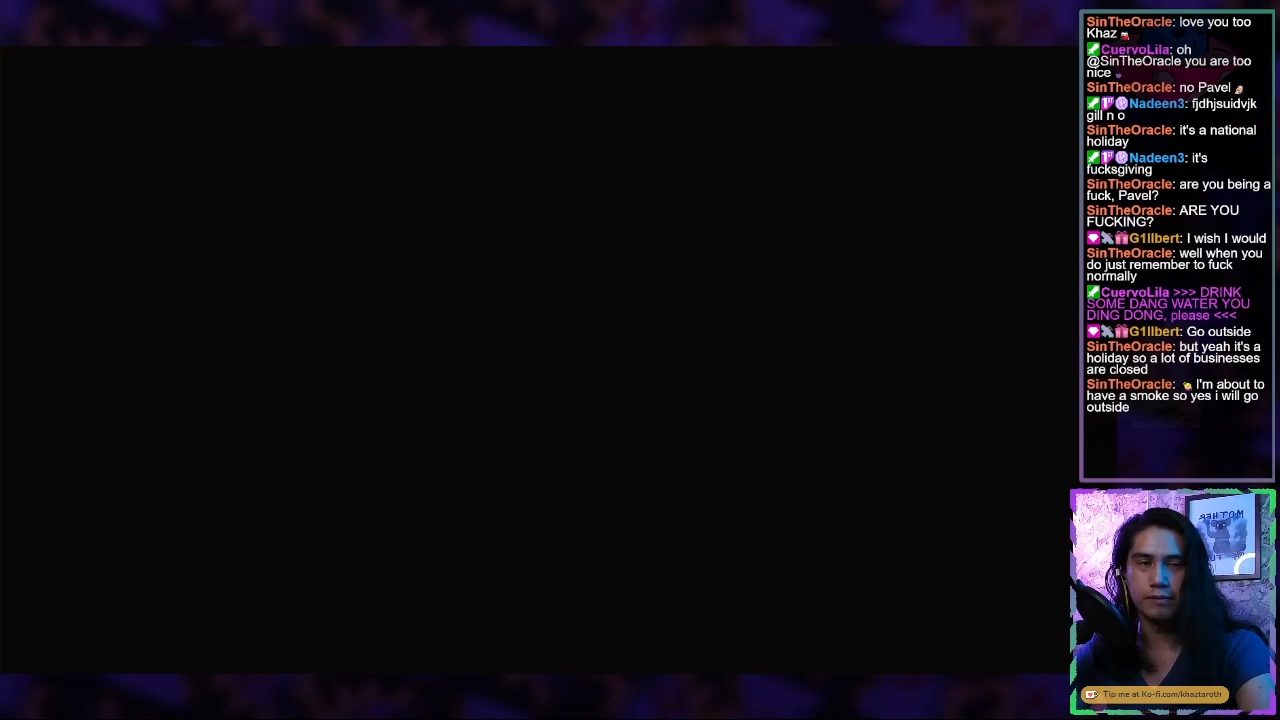 SinTheOracle: love you too
Khaz
CuervoLila: oh
@SinTheOracle you are too
nice
SinTheOracle: no Pavel
Nadeen3: fjdhjsuidvjk
gill n o
SinTheOracle: it's a national
holiday
Nadeen3: it's
fucksgiving
SinTheOracle: are you being a
fuck, Pavel?
SinTheOracle: ARE YOU
FUCKING?
G1llbert: I wish I would
SinTheOracle: well when you
do just remember to fuck
normally
CuervoLila >>> DRINK
SOME DANG WATER YOU
DING DONG, please <<<
G1llbert: Go outside
SinTheOracle: but yeah it's a
holiday so a lot of businesses
are closed
SinTheOracle: I'm about to
have a smoke so yes i will go
outside
MOTHER
Tip me at Ko-fi.com/khaztaroth